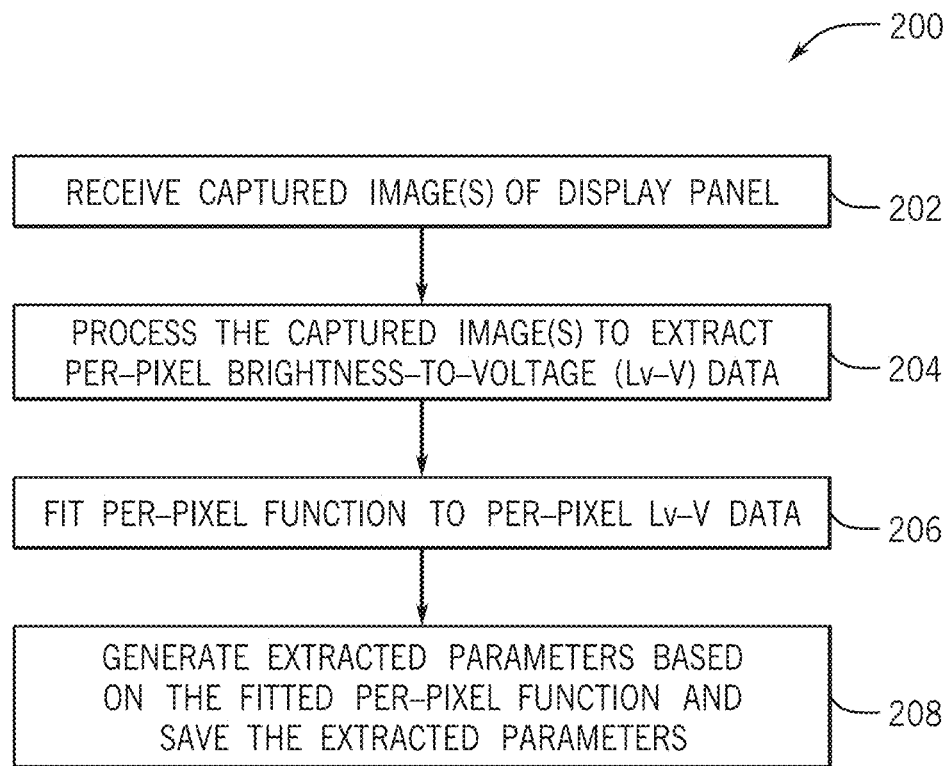 200
RECEIVE CAPTURED IMAGE(S) OF DISPLAY PANEL
202
PROCESS THE CAPTURED IMAGE(S) TO EXTRACT
PER–PIXEL BRIGHTNESS–TO–VOLTAGE (Lv–V) DATA
204
FIT PER–PIXEL FUNCTION TO PER–PIXEL Lv–V DATA
206
GENERATE EXTRACTED PARAMETERS BASED
ON THE FITTED PER–PIXEL FUNCTION AND
SAVE THE EXTRACTED PARAMETERS
208